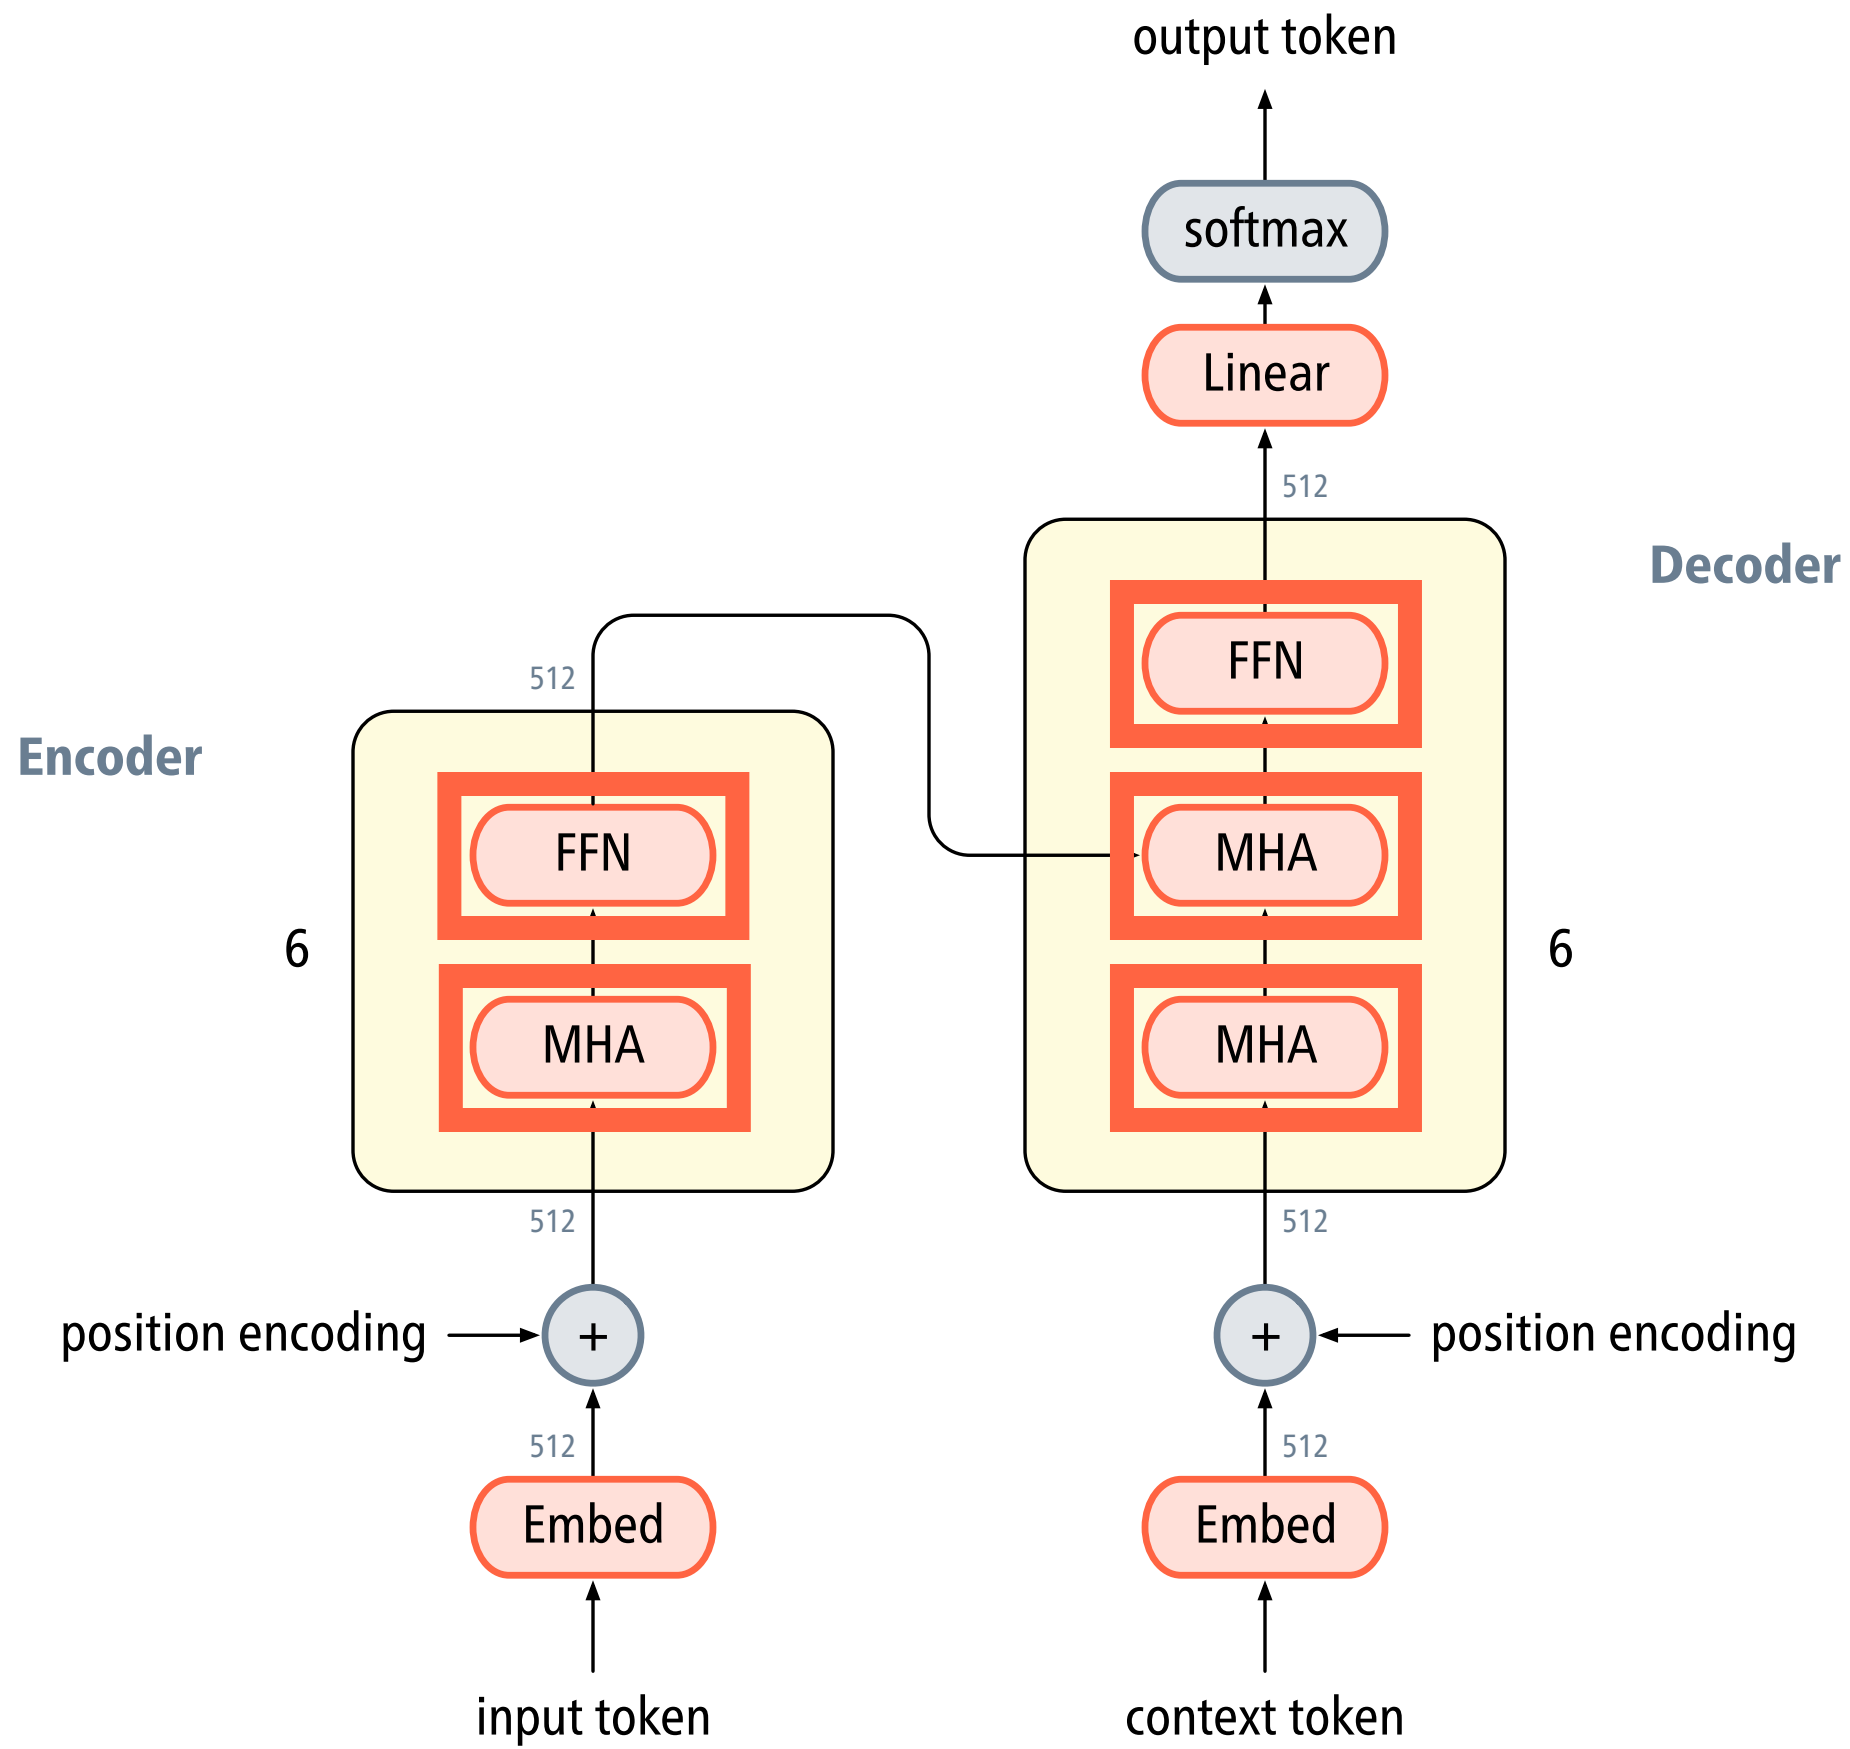 output token
softmax
Linear
512
Decoder
FFN
512
Encoder
FFN
MHA
6
6
MHA
MHA
512
512
position encoding
+
+
position encoding
512
512
Embed
Embed
input token
context token